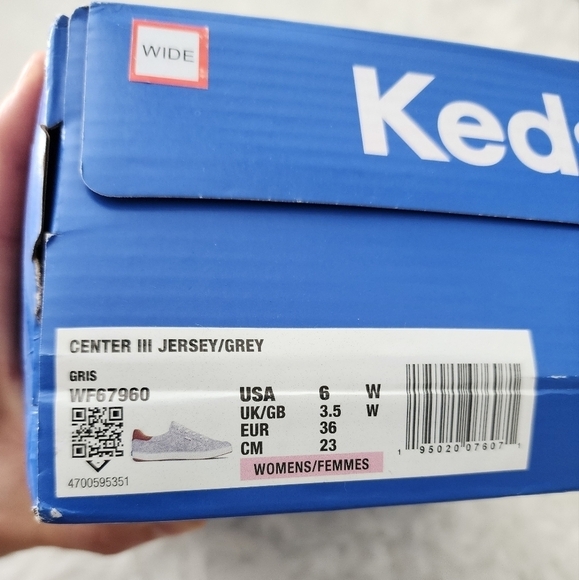 WIDE
Keds
CENTER III JERSEY/GREY
GRIS
WF67960
USA 6 W
UK/GB 3.5 W
EUR 36
CM 23
WOMENS/FEMMES
4700595351
1 95020 07607 1